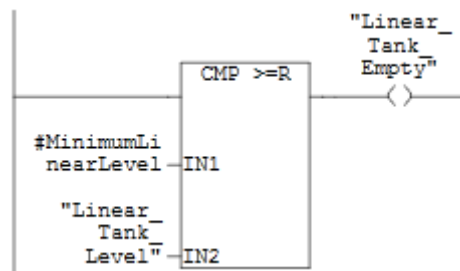 "Linear_
Tank_
Empty"
CMP >=R
( )
#MinimumLi
nearLevel
IN1
"Linear_
Tank_
Level"
IN2